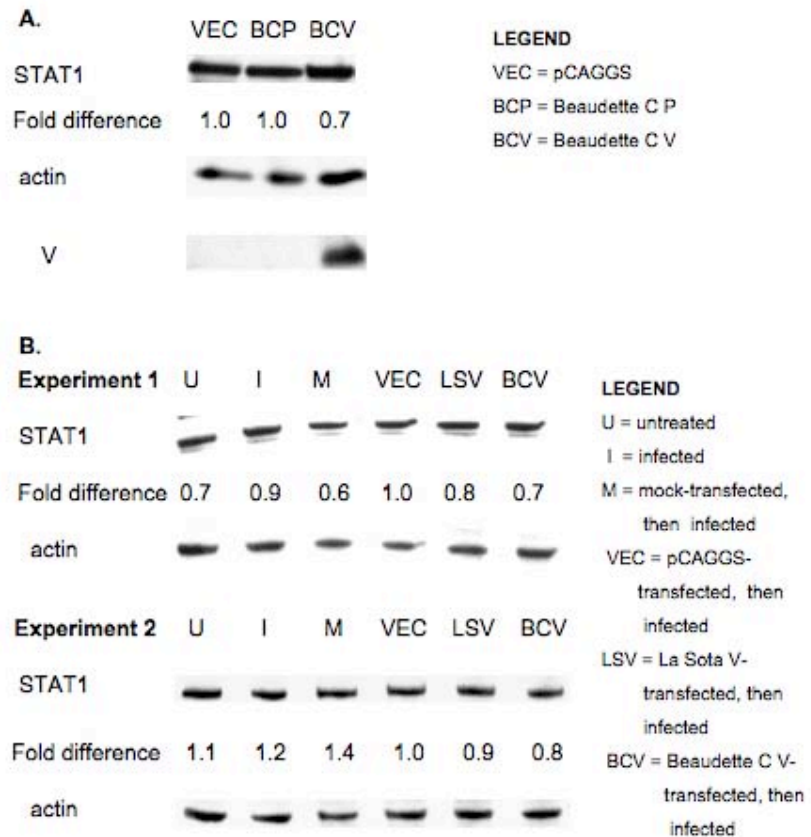 A.
VEC BCP BCV
STAT1
Fold difference 1.0 1.0 0.7
actin
V
LEGEND
VEC = pCAGGS
BCP = Beaudette C P
BCV = Beaudette C V
B.
Experiment 1 U I M VEC LSV BCV
STAT1
Fold difference 0.7 0.9 0.6 1.0 0.8 0.7
actin
Experiment 2 U I M VEC LSV BCV
STAT1
Fold difference 1.1 1.2 1.4 1.0 0.9 0.8
actin
LEGEND
U = untreated
I = infected
M = mock-transfected,
then infected
VEC = pCAGGS-
transfected, then
infected
LSV = La Sota V-
transfected, then
infected
BCV = Beaudette C V-
transfected, then
infected